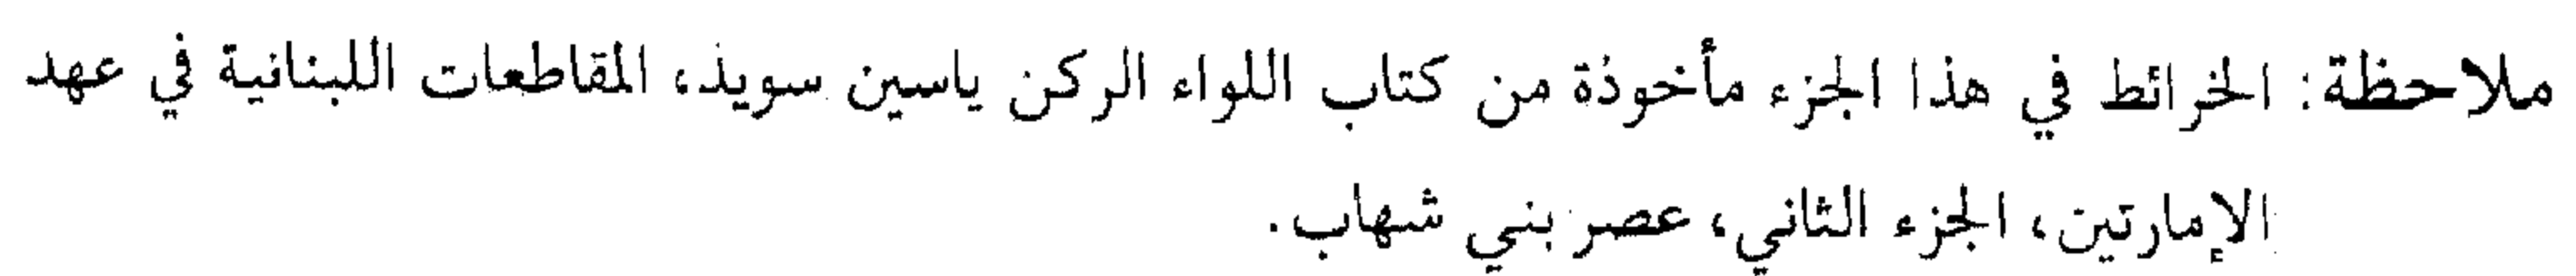 ملاحظة: الخرائط في هذا الجزء مأخوذة من كتاب اللواء الركن ياسين سويذ، المقاطعات اللبنانية في عهد
الإمارتين، الجزء الثاني، عصر بني شهاب.